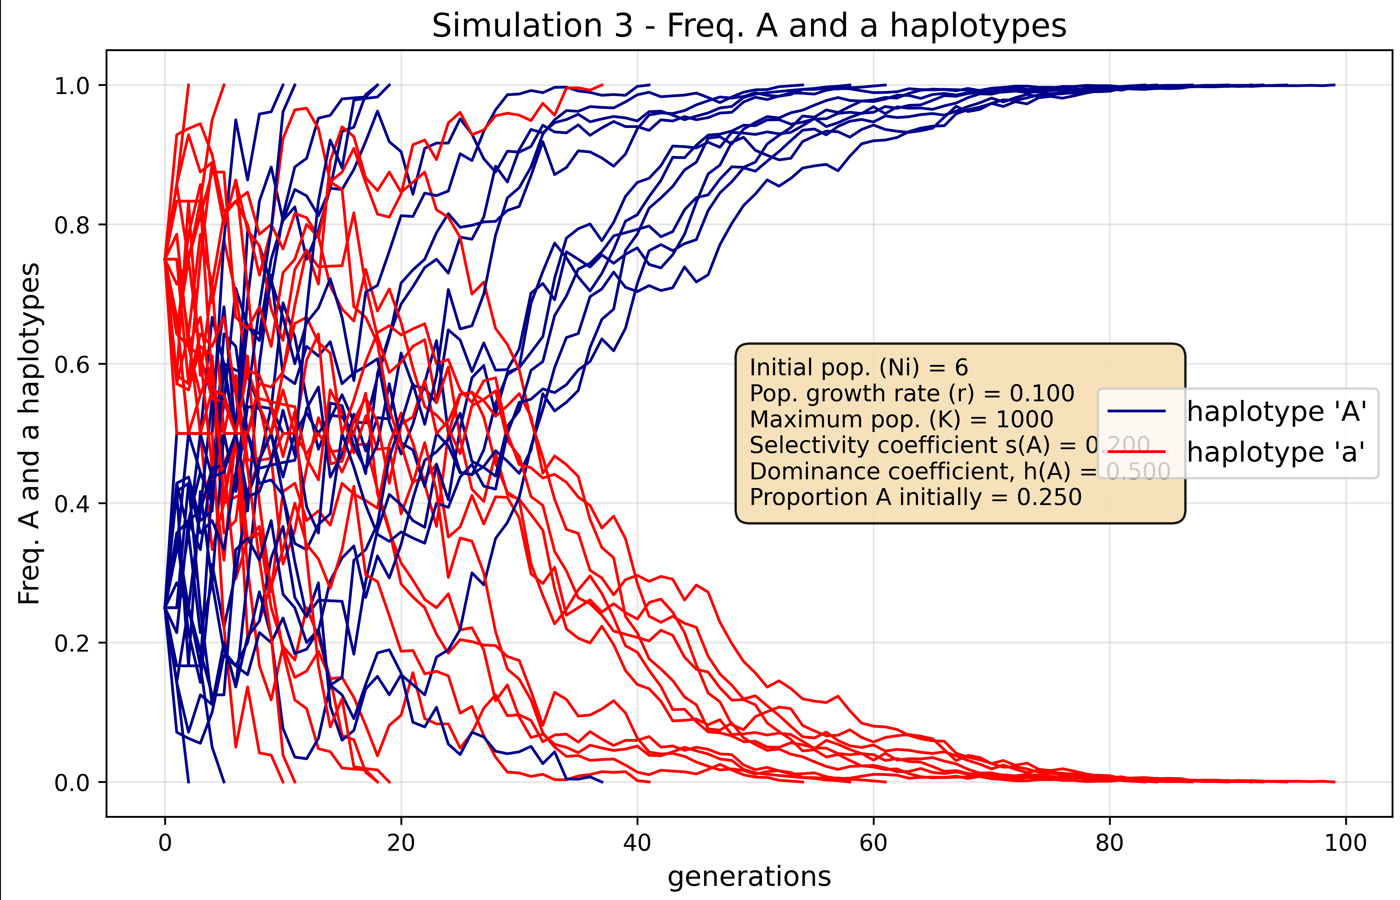 Simulation 3 - Freq. A and a haplotypes
Freq. A and a haplotypes
1.0
0.8
0.6
0.4
0.2
0.0
Initial pop. (Ni) = 6
Pop. growth rate (r) = 0.100
Maximum pop. (K) = 1000
Selectivity coefficient s(A) = 0.200
Dominance coefficient, h(A) = 0.500
Proportion A initially = 0.250
haplotype 'A'
haplotype 'a'
0 20 40 60 80 100
generations